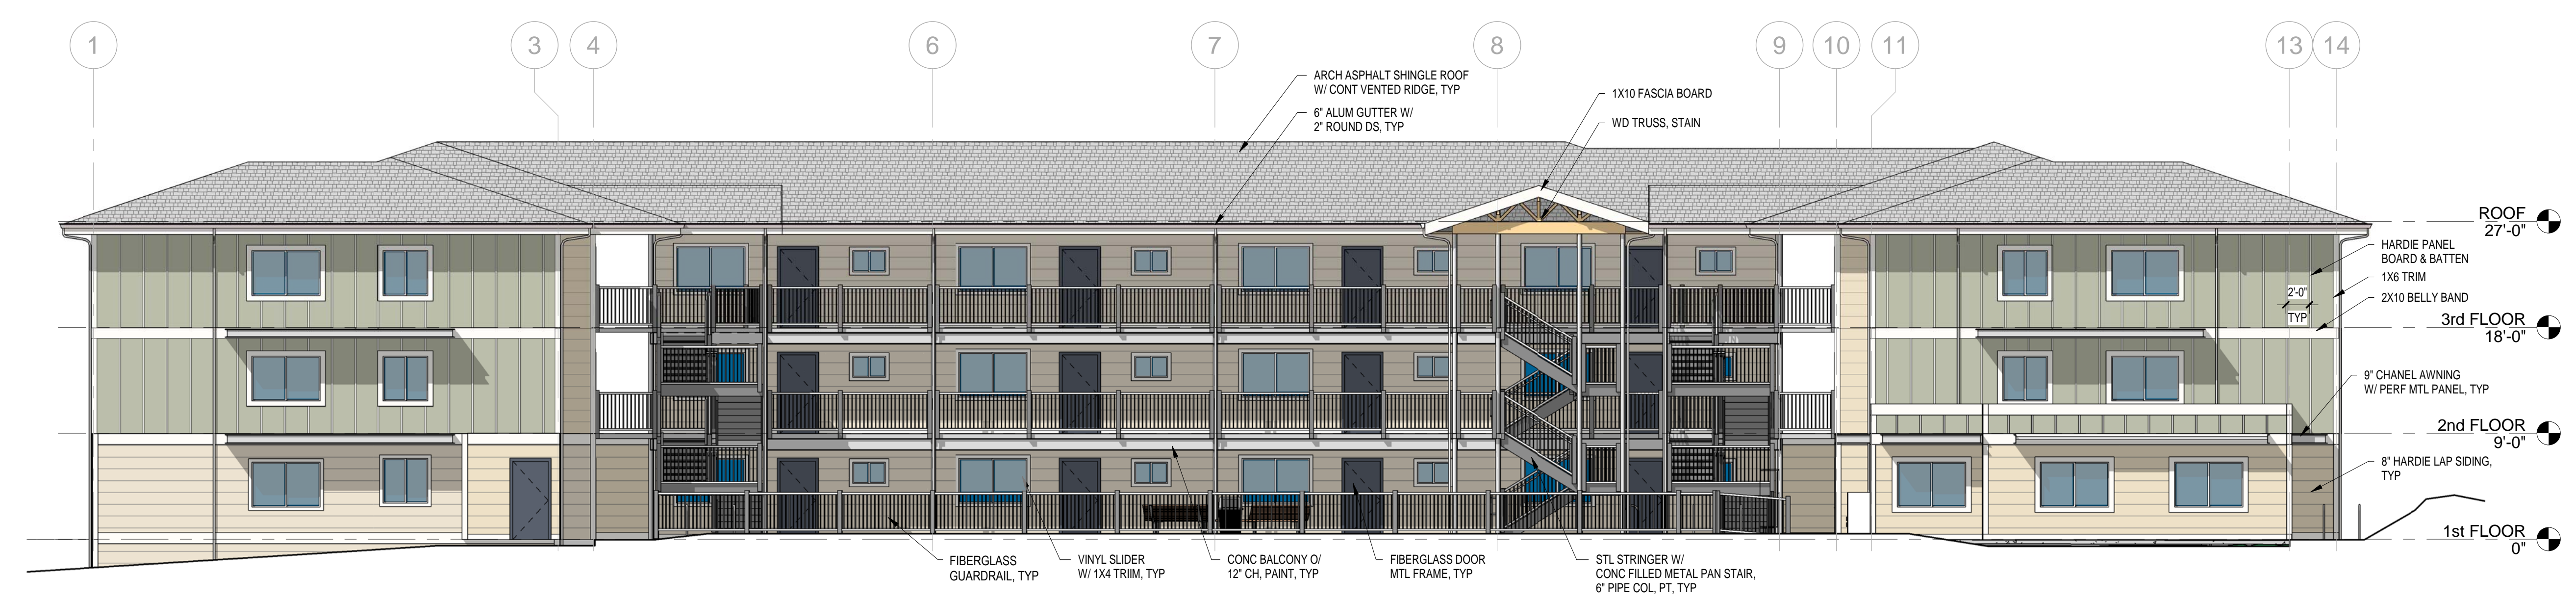 1
3
4
6
7
8
9
10
11
13
14
ARCH ASPHALT SHINGLE ROOF
W/ CONT VENTED RIDGE, TYP
6" ALUM GUTTER W/
2" ROUND DS, TYP
1X10 FASCIA BOARD
WD TRUSS, STAIN
ROOF
27'-0"
HARDIE PANEL
BOARD & BATTEN
1X6 TRIM
2'-0"
TYP
2X10 BELLY BAND
3rd FLOOR
18'-0"
9" CHANEL AWNING
W/ PERF MTL PANEL, TYP
2nd FLOOR
9'-0"
8" HARDIE LAP SIDING,
TYP
1st FLOOR
0"
FIBERGLASS
GUARDRAIL, TYP
VINYL SLIDER
W/ 1X4 TRIIM, TYP
CONC BALCONY O/
12" CH, PAINT, TYP
FIBERGLASS DOOR
MTL FRAME, TYP
STL STRINGER W/
CONC FILLED METAL PAN STAIR,
6" PIPE COL, PT, TYP